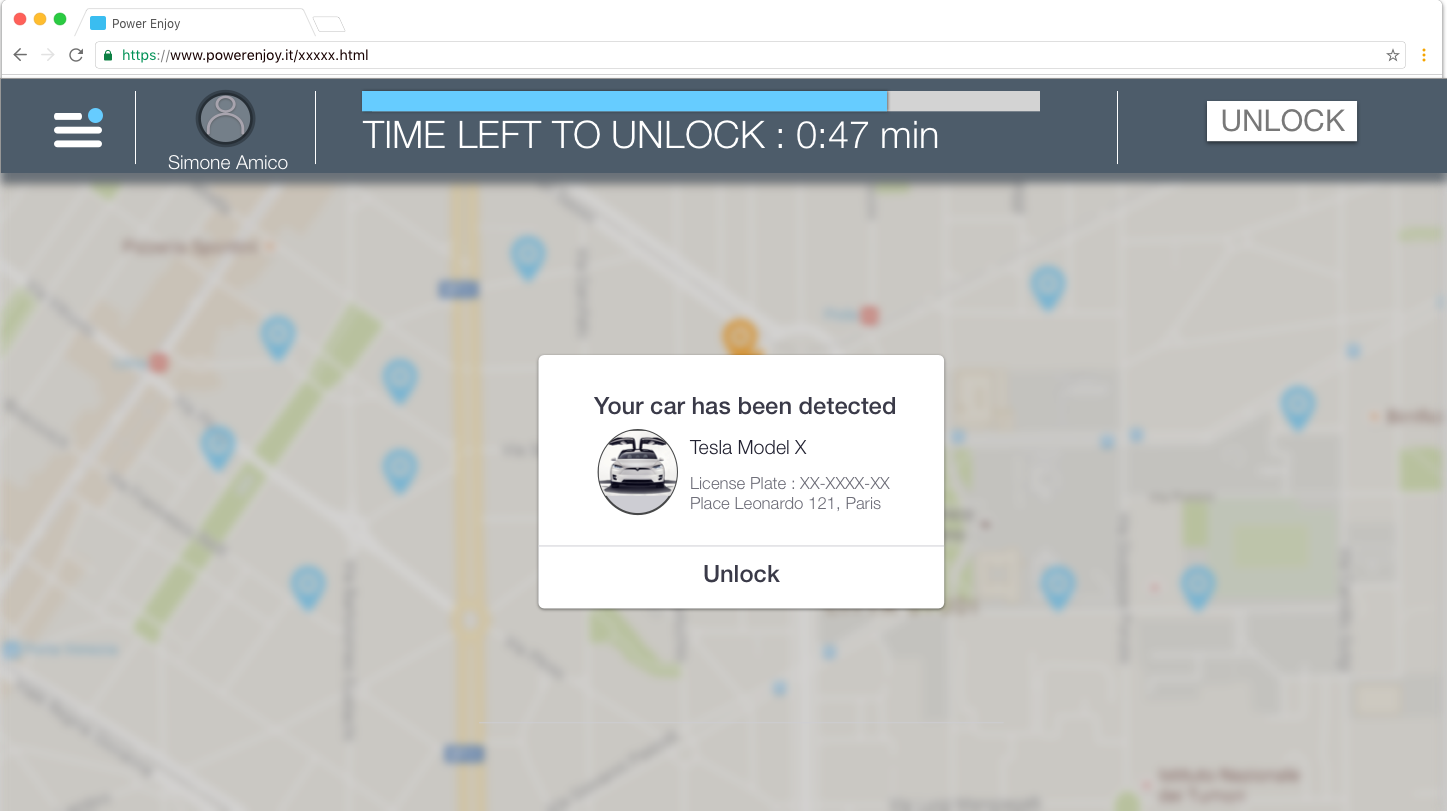 Power Enjoy
https://www.powerenjoy.it/xxxxx.html
TIME LEFT TO UNLOCK : 0:47 min
UNLOCK
Simone Amico
Your car has been detected
Tesla Model X
License Plate : XX-XXXX-XX
Place Leonardo 121, Paris
Unlock